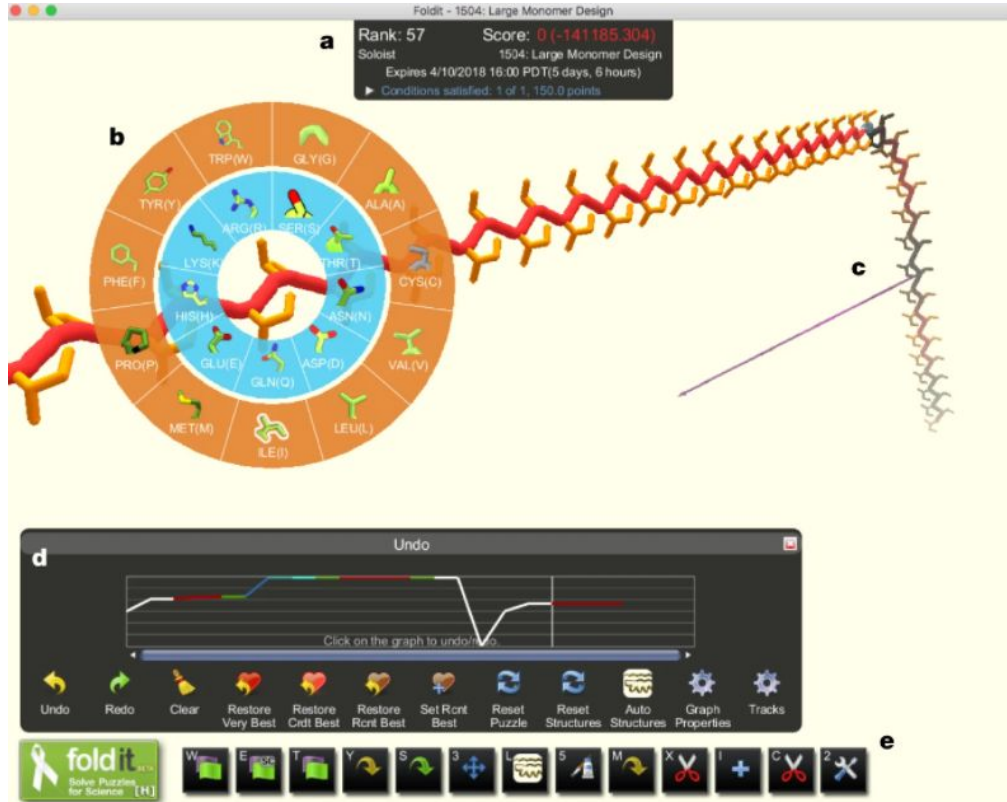 Foldit - 1504: Large Monomer Design
a
Rank: 57 Score: 0 (-141185.304)
Soloist 1504: Large Monomer Design
Expires 4/10/2018 16:00 PDT(5 days, 6 hours)
Conditions satisfied: 1 of 1, 150.0 points
b
TRP(W)
GLY(G)
TYR(Y)
ALA(A)
ARG(R)
SER(S)
PHE(F)
LYS(K)
THR(T)
CYS(C)
HIS(H)
ASN(N)
PRO(P)
GLU(E)
GLN(Q)
ASP(D)
VAL(V)
MET(M)
ILE(I)
LEU(L)
c
d
Undo
Click on the graph to undo/redo.
Undo Redo Clear Restore Restore Restore Set Rcnt Reset Reset Auto Graph Tracks
Very Best Crdt Best Rcnt Best Best Puzzle Structures Structures Properties
e
foldit BETA
Solve Puzzles
for Science [H]
W E SC T Y S 3 L 5 M X I C 2